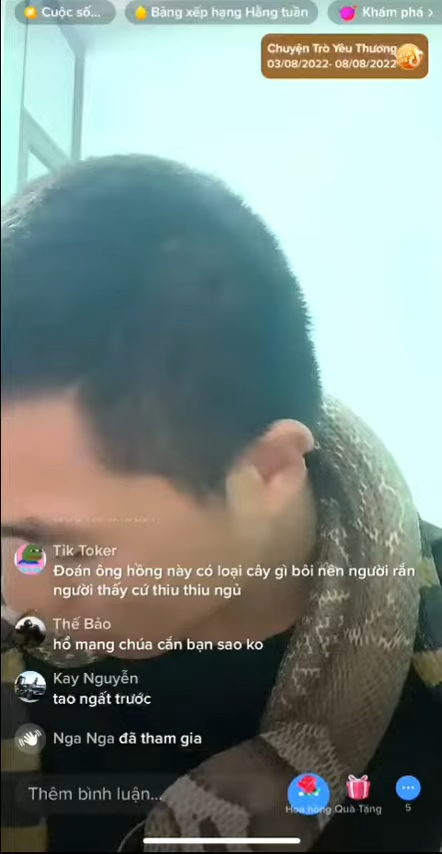 Cuộc số...
Bảng xếp hạng Hằng tuần
Khám phá >
Chuyện Trò Yêu Thương
03/08/2022- 08/08/2022
Tik Toker
Đoán ông hồng này có loại cây gì bôi nên người rắn
người thấy cứ thiu thiu ngủ
Thế Bảo
hổ mang chúa cắn bạn sao ko
Kay Nguyễn
tao ngất trước
Nga Nga đã tham gia
Thêm bình luận...
Hoa hồng
Quà Tặng
5